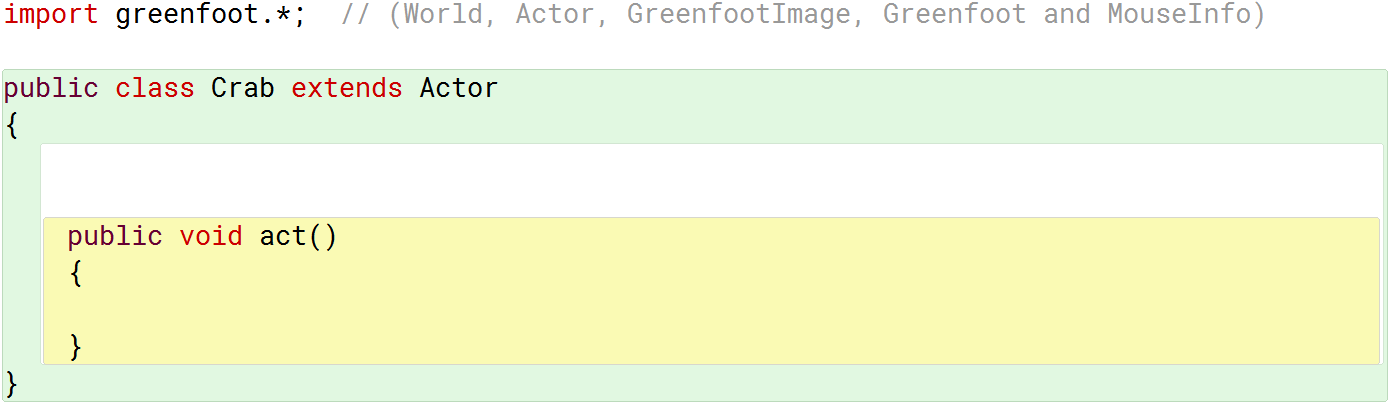 import greenfoot.*;  // (World, Actor, GreenfootImage, Greenfoot and MouseInfo)
public class Crab extends Actor
{
    public void act()
    {
    }
}